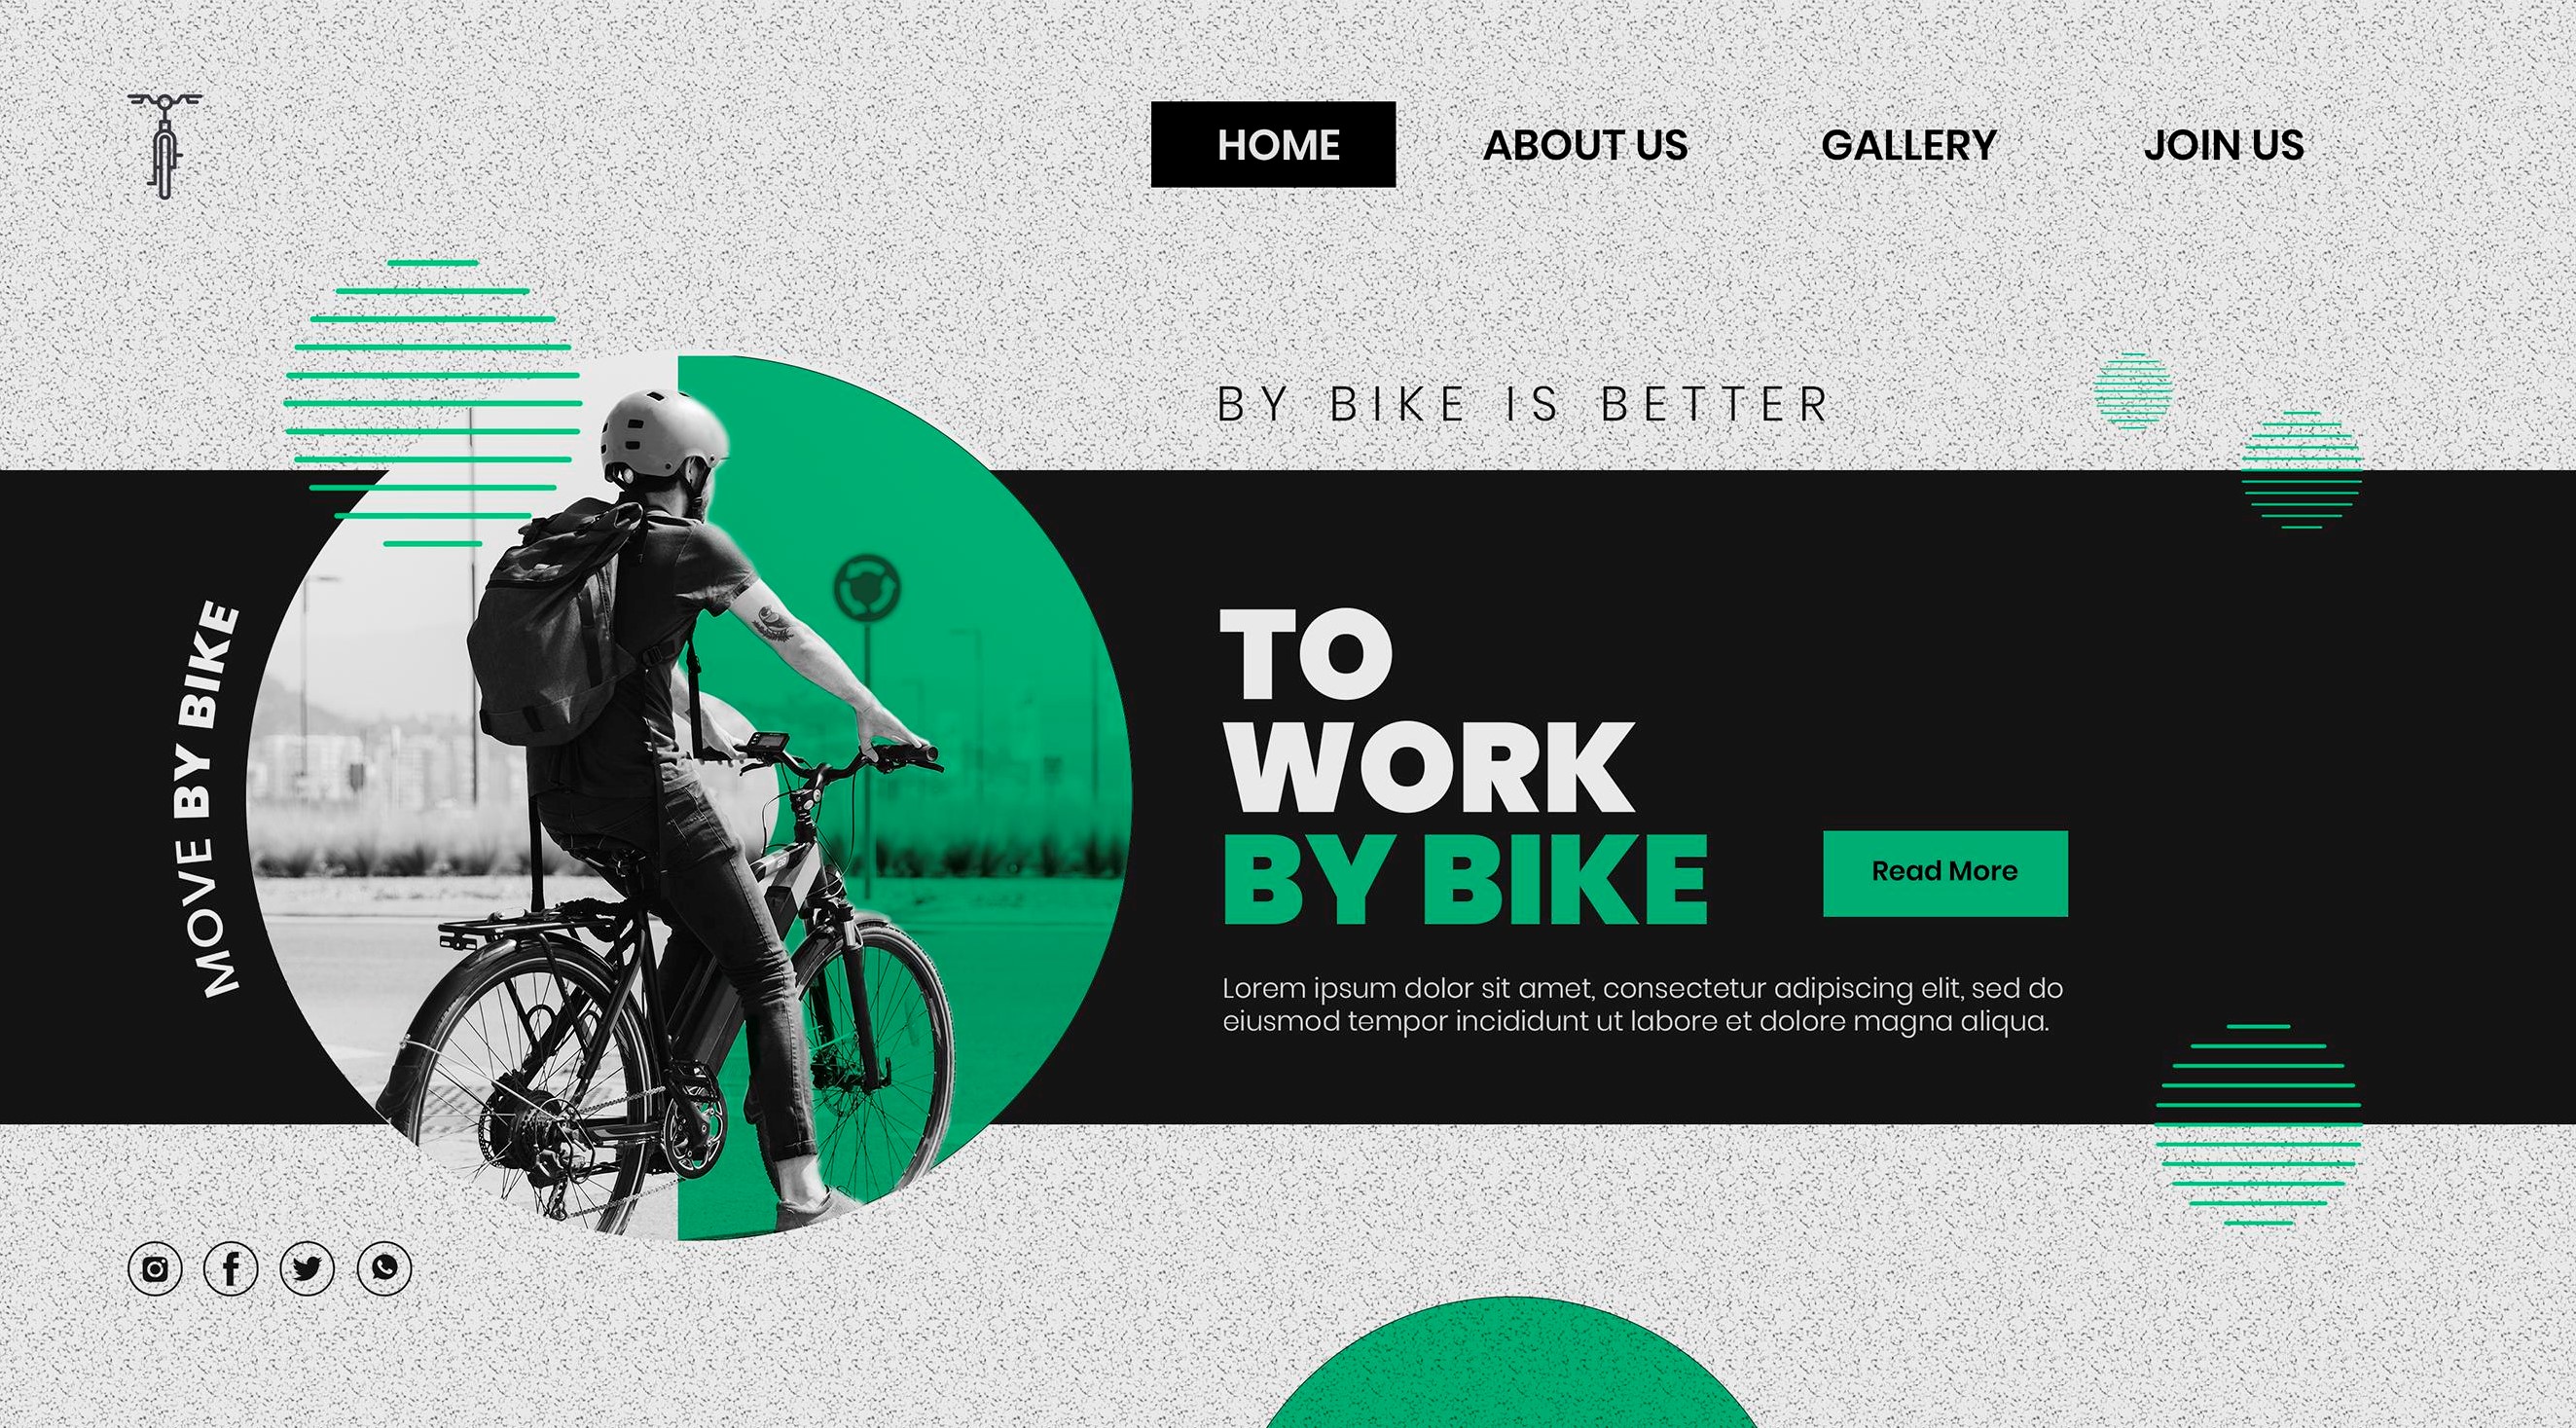 HOME
ABOUT US
GALLERY
JOIN US
BY BIKE IS BETTER
MOVE BY BIKE
TO
WORK
BY BIKE
Read More
Lorem ipsum dolor sit amet, consectetur adipiscing elit, sed do
eiusmod tempor incididunt ut labore et dolore magna aliqua.